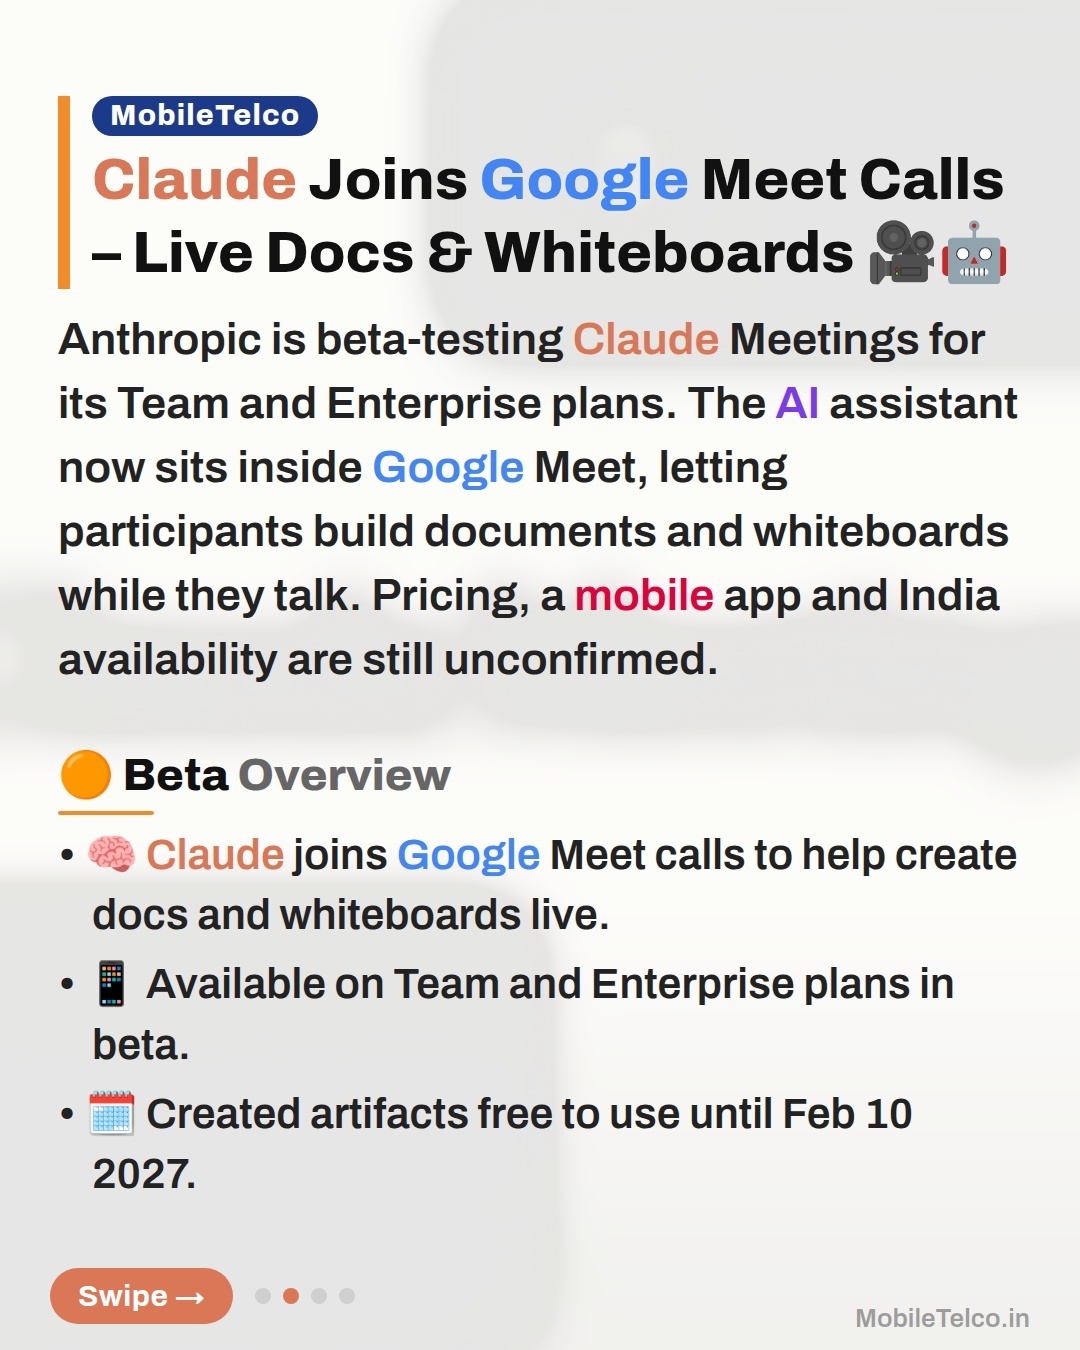 MobileTelco
Claude Joins Google Meet Calls
– Live Docs & Whiteboards 🎥🤖
Anthropic is beta-testing Claude Meetings for
its Team and Enterprise plans. The AI assistant
now sits inside Google Meet, letting
participants build documents and whiteboards
while they talk. Pricing, a mobile app and India
availability are still unconfirmed.
🟠 Beta Overview
• 🧠 Claude joins Google Meet calls to help create
docs and whiteboards live.
• 📱 Available on Team and Enterprise plans in
beta.
• 🗓️ Created artifacts free to use until Feb 10
2027.
Swipe →
MobileTelco.in